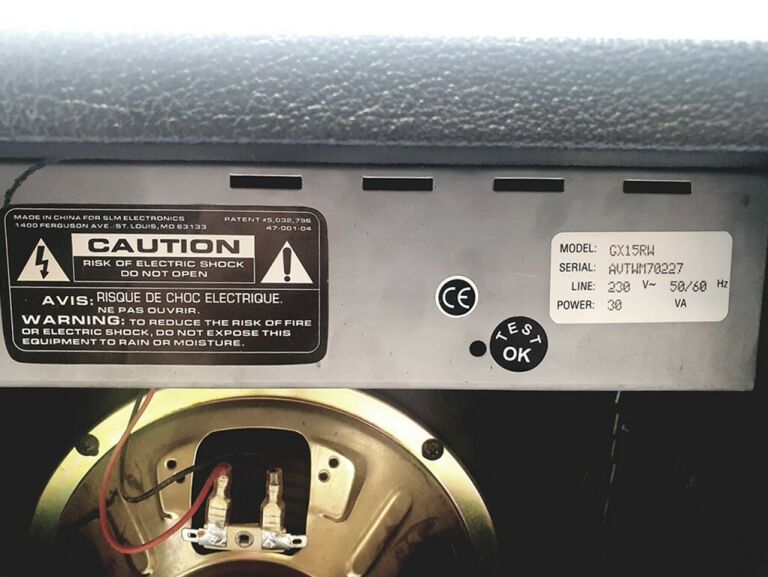 MADE IN CHINA FOR SLM ELECTRONICS
1400 FERGUSON AVE./ST. LOUIS, MO 63133
PATENT #5,032,796
47-001-04
CAUTION
RISK OF ELECTRIC SHOCK
DO NOT OPEN
AVIS: RISQUE DE CHOC ELECTRIQUE.
NE PAS OUVRIR.
WARNING: TO REDUCE THE RISK OF FIRE
OR ELECTRIC SHOCK, DO NOT EXPOSE THIS
EQUIPMENT TO RAIN OR MOISTURE.
CE
TEST
OK
MODEL: GX15RW
SERIAL: AVTWM70227
LINE: 230 V~ 50/60 Hz
POWER: 30 VA